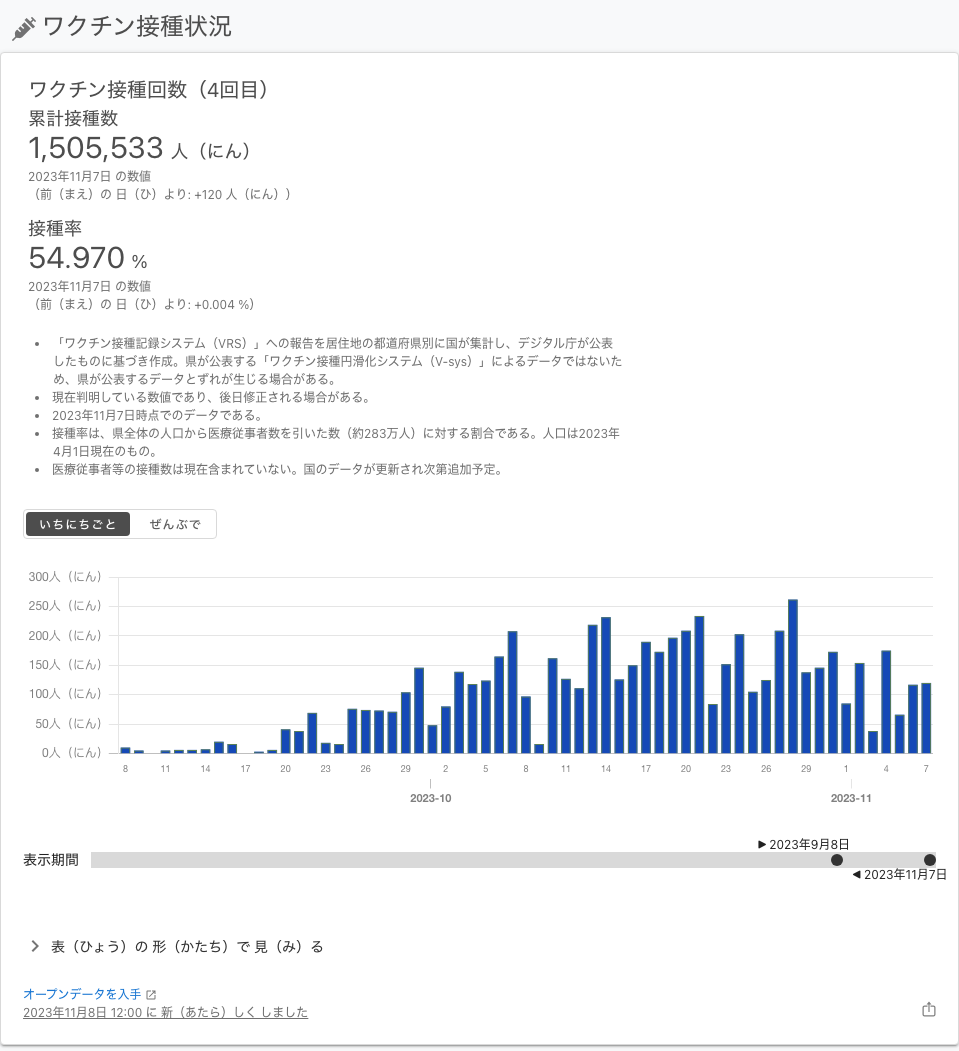 ワクチン接種状況
ワクチン接種回数（4回目）
累計接種数
1,505,533 人（にん）
2023年11月7日 の数値
（前（まえ）の 日（ひ）より: +120 人（にん））
接種率
54.970 %
2023年11月7日 の数値
（前（まえ）の 日（ひ）より: +0.004 %）
• 「ワクチン接種記録システム（VRS）」への報告を居住地の都道府県別に国が集計し、デジタル庁が公表
したものに基づき作成。県が公表する「ワクチン接種円滑化システム（V-sys）」によるデータではないた
め、県が公表するデータとずれが生じる場合がある。
• 現在判明している数値であり、後日修正される場合がある。
• 2023年11月7日時点でのデータである。
• 接種率は、県全体の人口から医療従事者数を引いた数（約283万人）に対する割合である。人口は2023年
4月1日現在のもの。
• 医療従事者等の接種数は現在含まれていない。国のデータが更新され次第追加予定。
いちにちごと ぜんぶで
300人（にん）
250人（にん）
200人（にん）
150人（にん）
100人（にん）
50人（にん）
0人（にん）
8 11 14 17 20 23 26 29 2 5 8 11 14 17 20 23 26 29 1 4 7
2023-10 2023-11
▶ 2023年9月8日
表示期間
◀ 2023年11月7日
表（ひょう）の 形（かたち）で 見（み）る
オープンデータを入手
2023年11月8日 12:00 に 新（あたら）しく しました